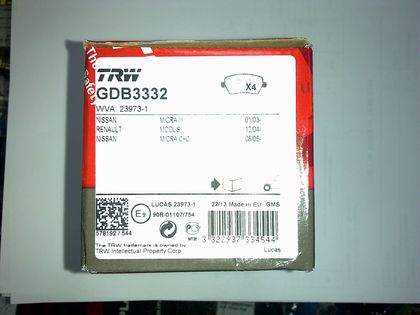 The
Safety
TRW
GDB3332
WVA 23973-1
X4
NISSAN MICRA III 01/03-
RENAULT MODUS 12/04-
NISSAN MICRA C+C 08/05-
LUCAS 23973-1 22/13 Made in EU GMS
E9 90R-01107/754
578192 / 544
The TRW trademark is owned by
TRW Intellectual Property Corp
3 322937 334544
Lucas